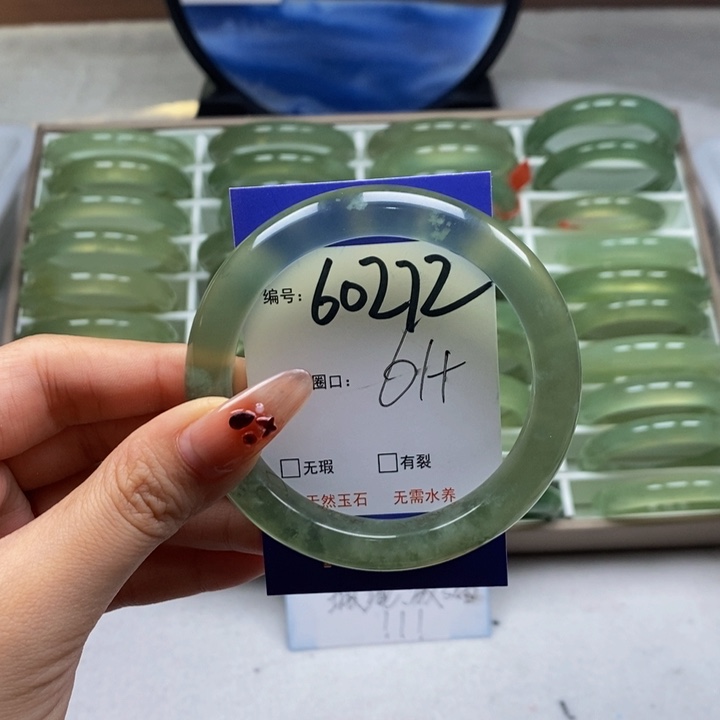 编号: 60272
圈口: 61+
□无瑕 □有裂
天然玉石 无需水养